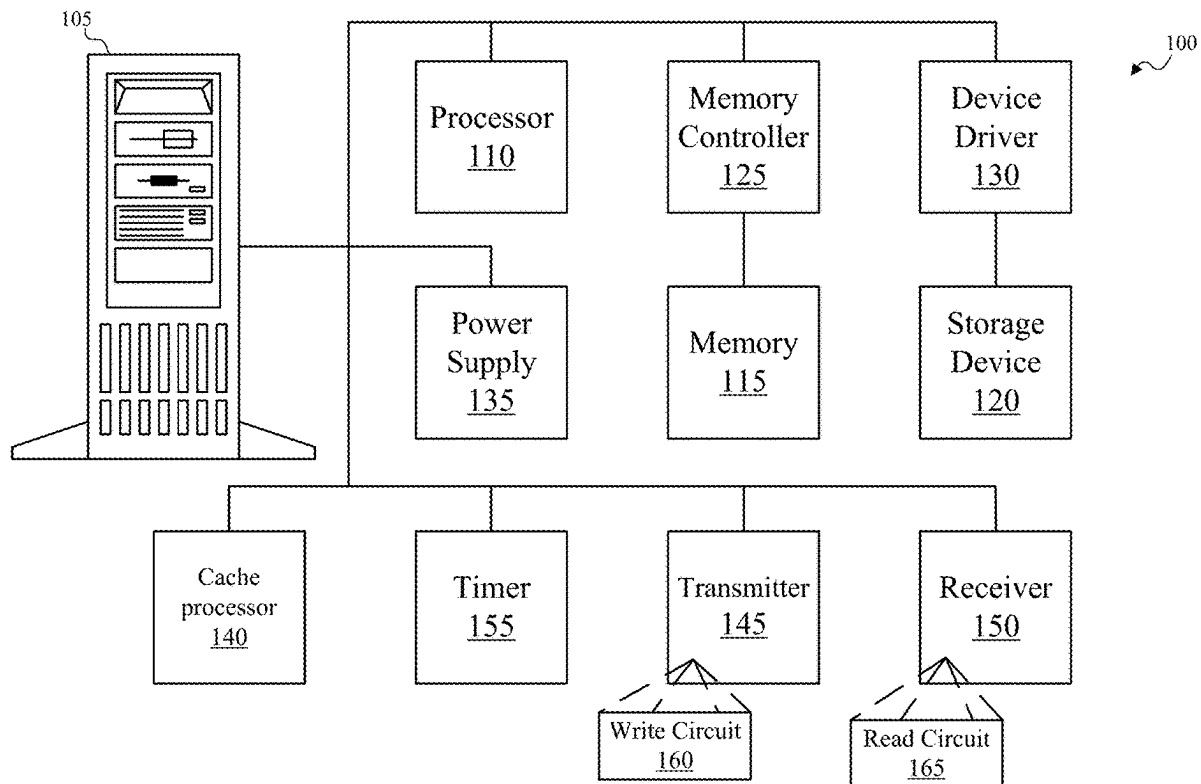 105
100
Processor
110
Memory
Controller
125
Device
Driver
130
Power
Supply
135
Memory
115
Storage
Device
120
Cache
processor
140
Timer
155
Transmitter
145
Receiver
150
Write Circuit
160
Read Circuit
165